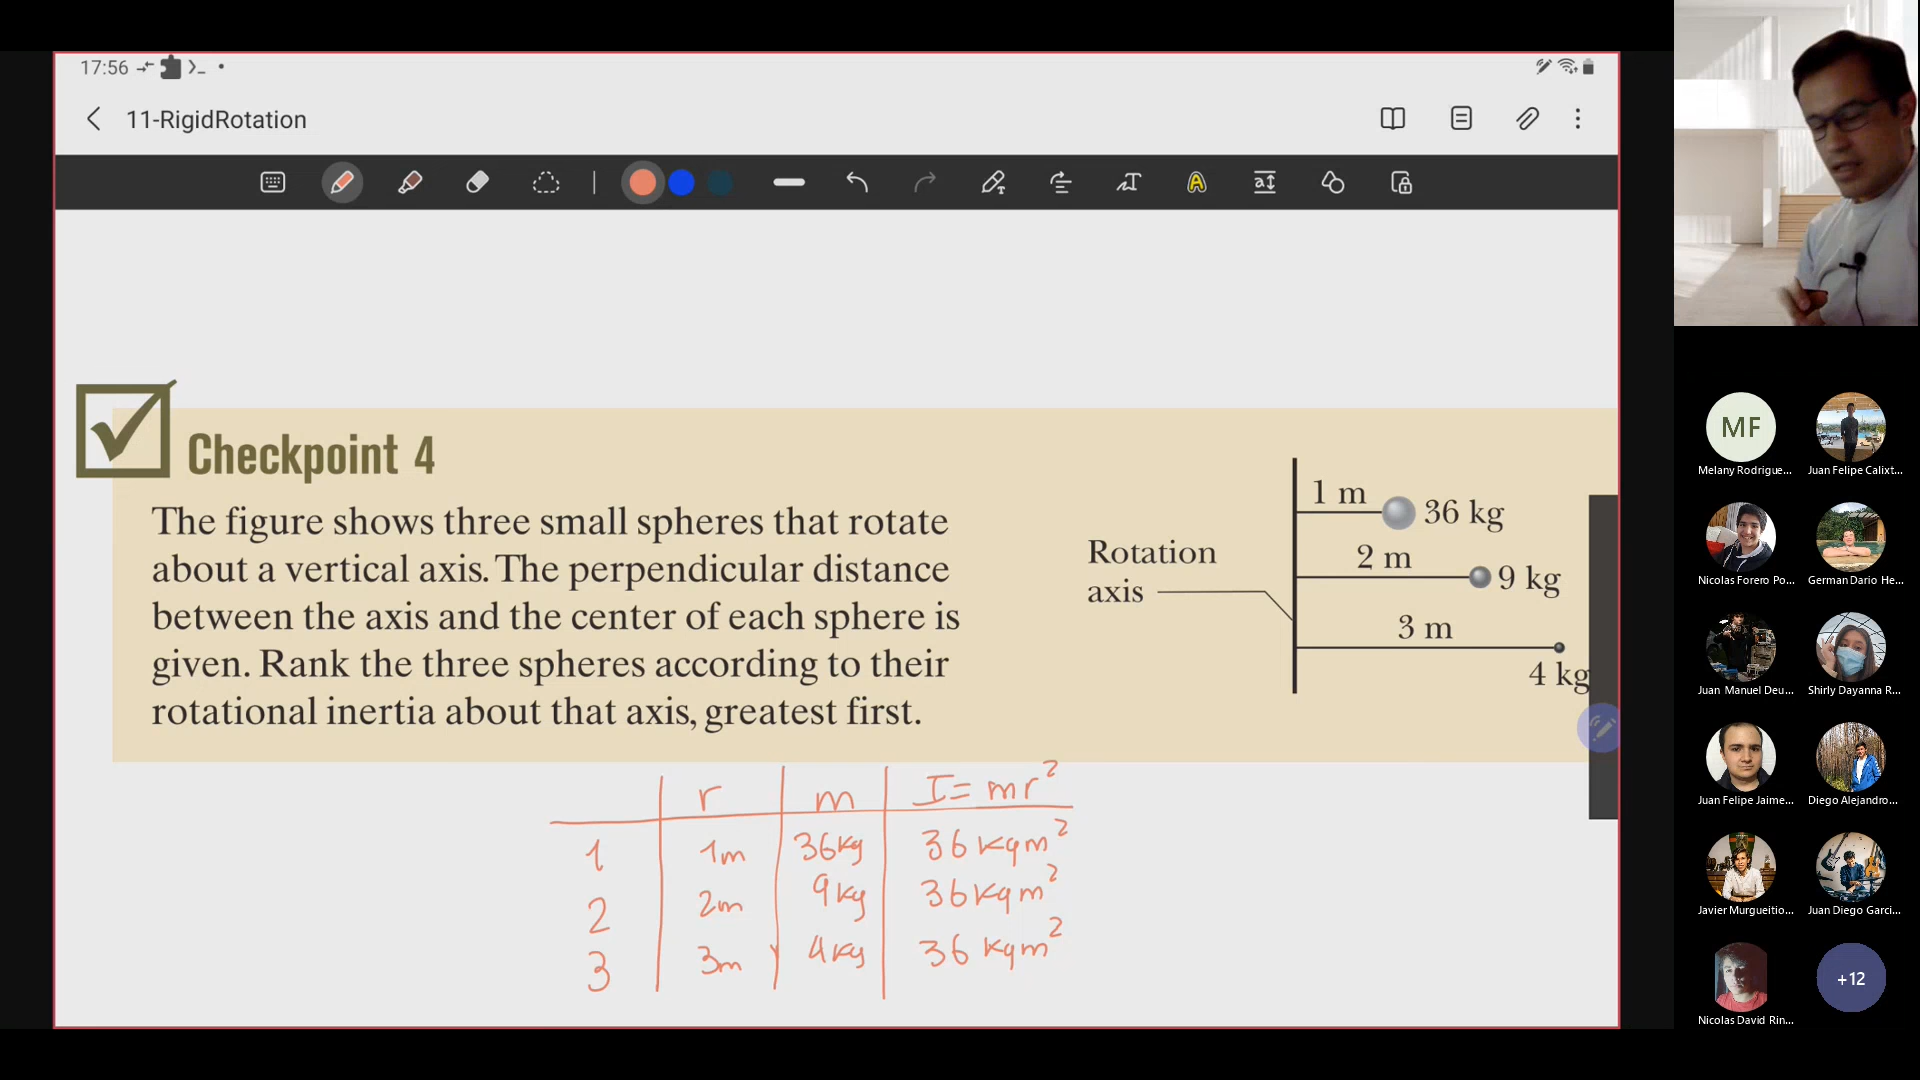 17:56
11-RigidRotation
Checkpoint 4
The figure shows three small spheres that rotate
about a vertical axis. The perpendicular distance
between the axis and the center of each sphere is
given. Rank the three spheres according to their
rotational inertia about that axis, greatest first.
1 m 36 kg
Rotation
axis
2 m 9 kg
3 m
4 kg
r m I = mr²
1 1m 36kg 36 kgm²
2 2m 9kg 36 kgm²
3 3m 4kg 36 kgm²
MF
Melany Rodrigue... Juan Felipe Calixt...
Nicolas Forero Po... German Dario He...
Juan Manuel Deu... Shirly Dayanna R...
Juan Felipe Jaime... Diego Alejandro...
Javier Murgueitio... Juan Diego Garci...
+12
Nicolas David Rin...